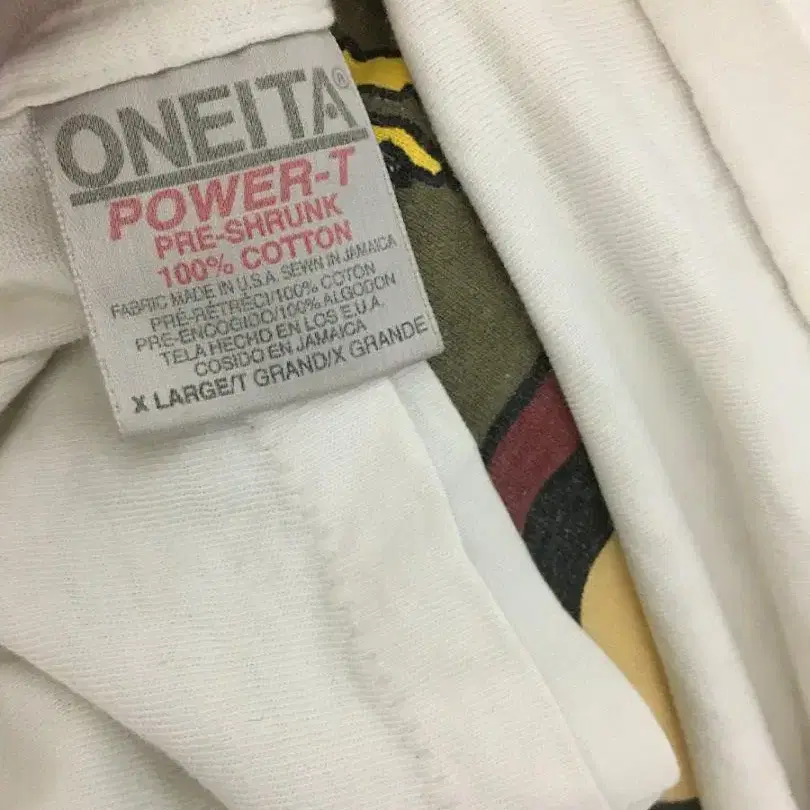 ONEITA®
POWER-T
PRE-SHRUNK
100% COTTON
FABRIC MADE IN U.S.A. SEWN IN JAMAICA
PRÉ-RÉTRÉCI/100% COTON
PRE-ENCOGIDO/100% ALGODON
TELA HECHO EN LOS E.U.A.
COSIDO EN JAMAICA
X LARGE/T GRAND/X GRANDE